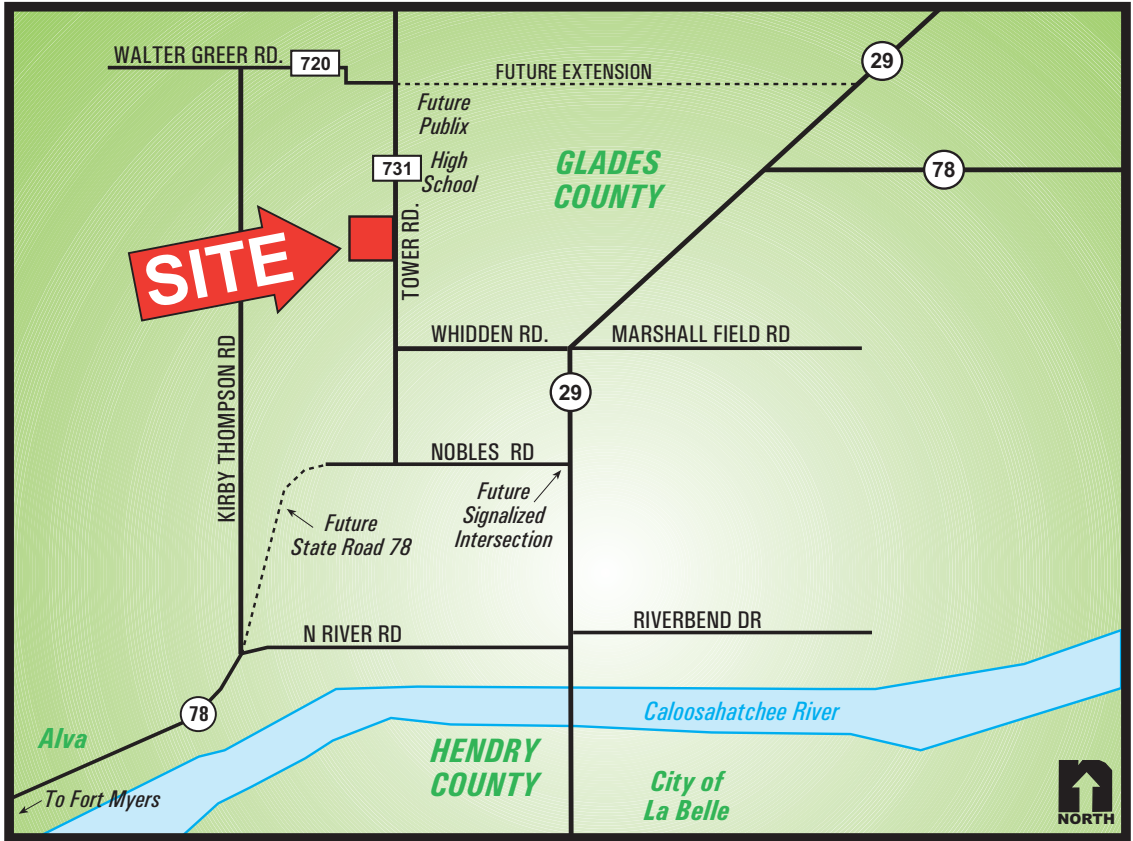 WALTER GREER RD.
720
FUTURE EXTENSION
29
Future
Publix
731
High
School
GLADES
COUNTY
78
SITE
TOWER RD.
WHIDDEN RD.
MARSHALL FIELD RD
29
KIRBY THOMPSON RD
NOBLES RD
Future
Signalized
Intersection
Future
State Road 78
N RIVER RD
RIVERBEND DR
78
Caloosahatchee River
Alva
HENDRY
COUNTY
City of
La Belle
To Fort Myers
n
NORTH